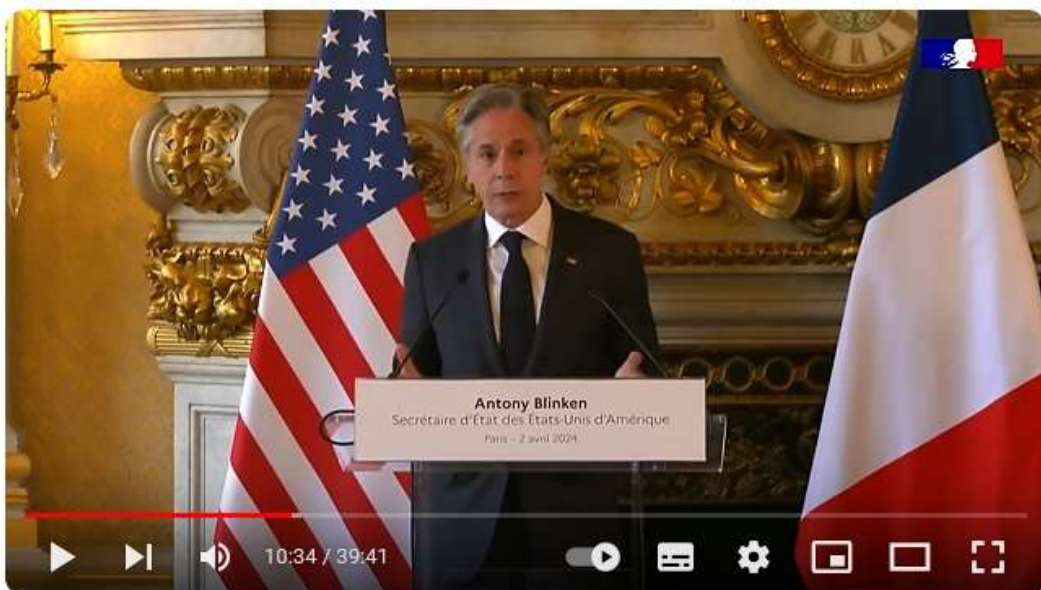 Antony Blinken
Secrétaire d'État des États-Unis d'Amérique
Paris – 2 avril 2024
10:34 / 39:41